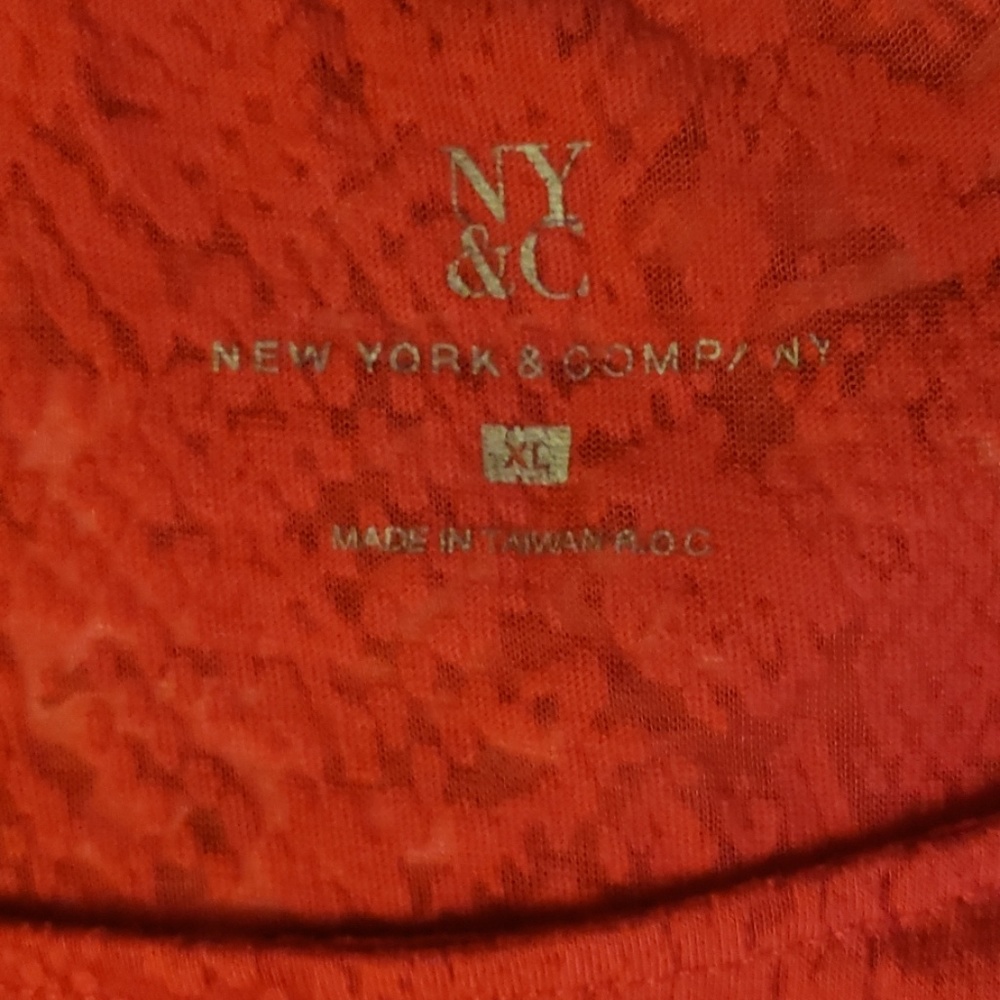 NY
&C
NEW YORK & COMPANY
XL
MADE IN TAIWAN R.O.C.